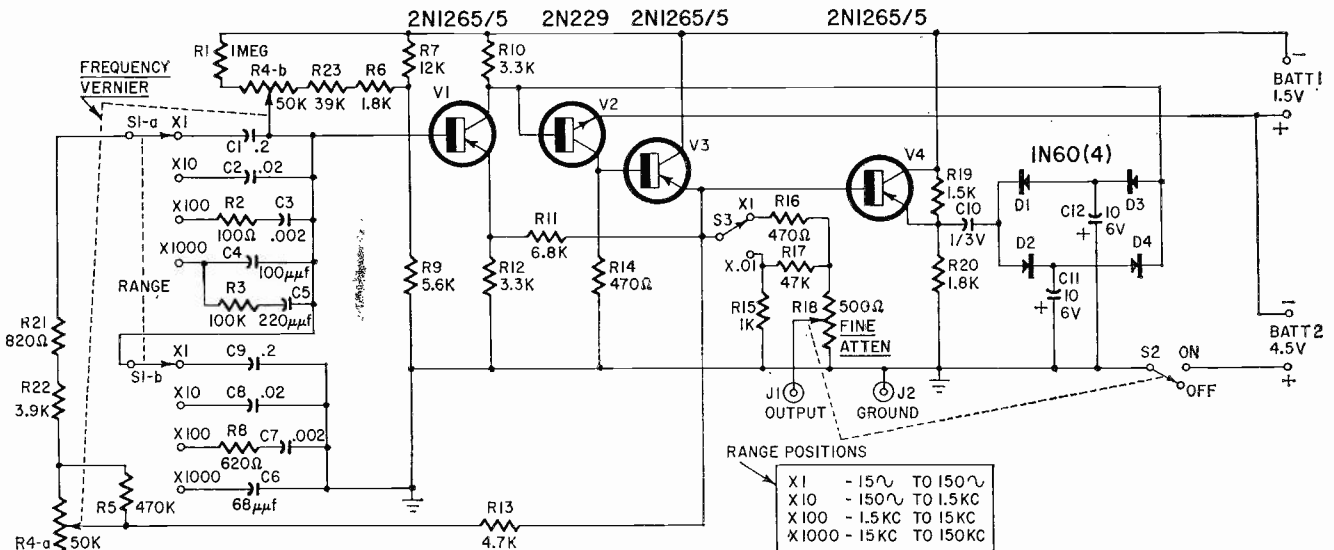 2N1265/5
2N229
2N1265/5
2N1265/5
R1
1MEG
R4-b
50K
R23
39K
R6
1.8K
R7
12K
R10
3.3K
FREQUENCY
VERNIER
V1
V2
V3
V4
BATT 1
1.5V
-
+
S1-a
X1
C1
.2
X10
C2
.02
X100
R2
100Ω
C3
.002
X1000
C4
100μμf
RANGE
R3
100K
C5
220μμf
R9
5.6K
R11
6.8K
R12
3.3K
R14
470Ω
S3
X1
R16
470Ω
X.01
R17
47K
R15
1K
R18
500Ω
FINE
ATTEN
R19
1.5K
C10
1/3V
R20
1.8K
1N60(4)
D1
D2
D3
D4
C12
10
6V
+
C11
10
6V
+
R21
820Ω
R22
3.9K
R5
470K
R4-a
50K
S1-b
X1
C9
.2
X10
C8
.02
X100
R8
620Ω
C7
.002
X1000
C6
68μμf
R13
4.7K
J1
OUTPUT
J2
GROUND
S2
ON
OFF
-
BATT 2
4.5V
+
RANGE POSITIONS
X1 - 15∿ TO 150∿
X10 - 150∿ TO 1.5KC
X100 - 1.5KC TO 15KC
X1000 - 15KC TO 150KC